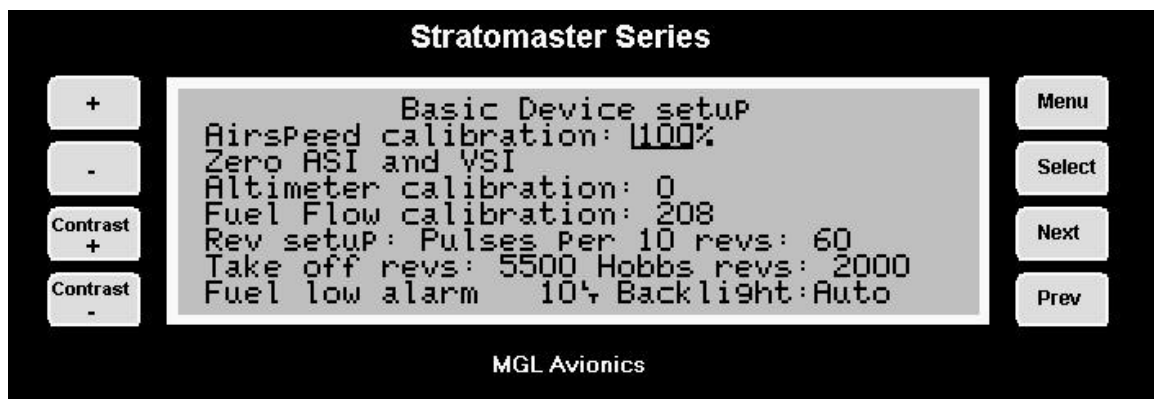 Stratomaster Series
+
-
Contrast +
Contrast -
Basic Device setup
AirsPeed calibration: 100%
Zero ASI and VSI
Altimeter calibration: 0
Fuel Flow calibration: 208
Rev setup: Pulses Per 10 revs: 60
Take off revs: 5500 Hobbs revs: 2000
Fuel low alarm 10 Backlight:Auto
Menu
Select
Next
Prev
MGL Avionics